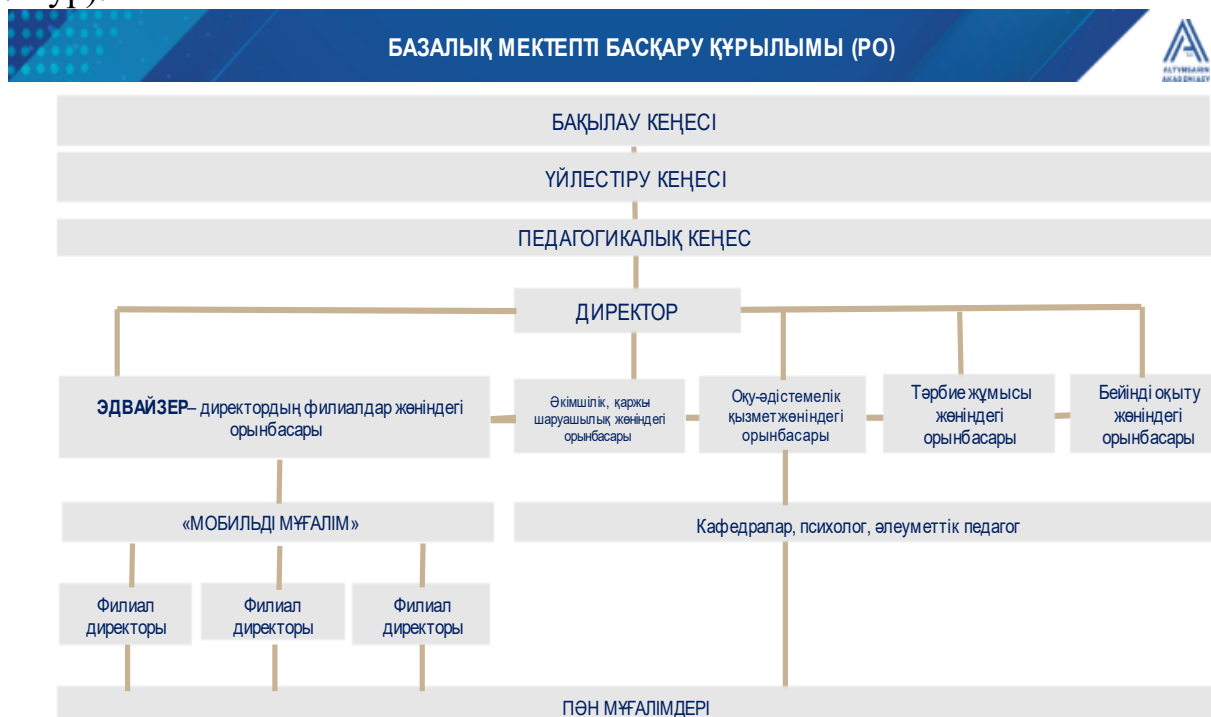 БАЗАЛЫҚ МЕКТЕПТІ БАСҚАРУ ҚҰРЫЛЫМЫ (РО)
ALTYNSARIN
AKADEMIASY
БАҚЫЛАУ КЕҢЕСІ
ҮЙЛЕСТІРУ КЕҢЕСІ
ПЕДАГОГИКАЛЫҚ КЕҢЕС
ДИРЕКТОР
ЭДВАЙЗЕР– директордың филиалдар жөніндегі
орынбасары
Әкімшілік, қаржы
шаруашылық жөніндегі
орынбасары
Оқу-әдістемелік
қызмет жөніндегі
орынбасары
Тәрбие жұмысы
жөніндегі
орынбасары
Бейінді оқыту
жөніндегі
орынбасары
«МОБИЛЬДІ МҰҒАЛІМ»
Кафедралар, психолог, әлеуметтік педагог
Филиал
директоры
Филиал
директоры
Филиал
директоры
ПӘН МҰҒАЛІМДЕРІ